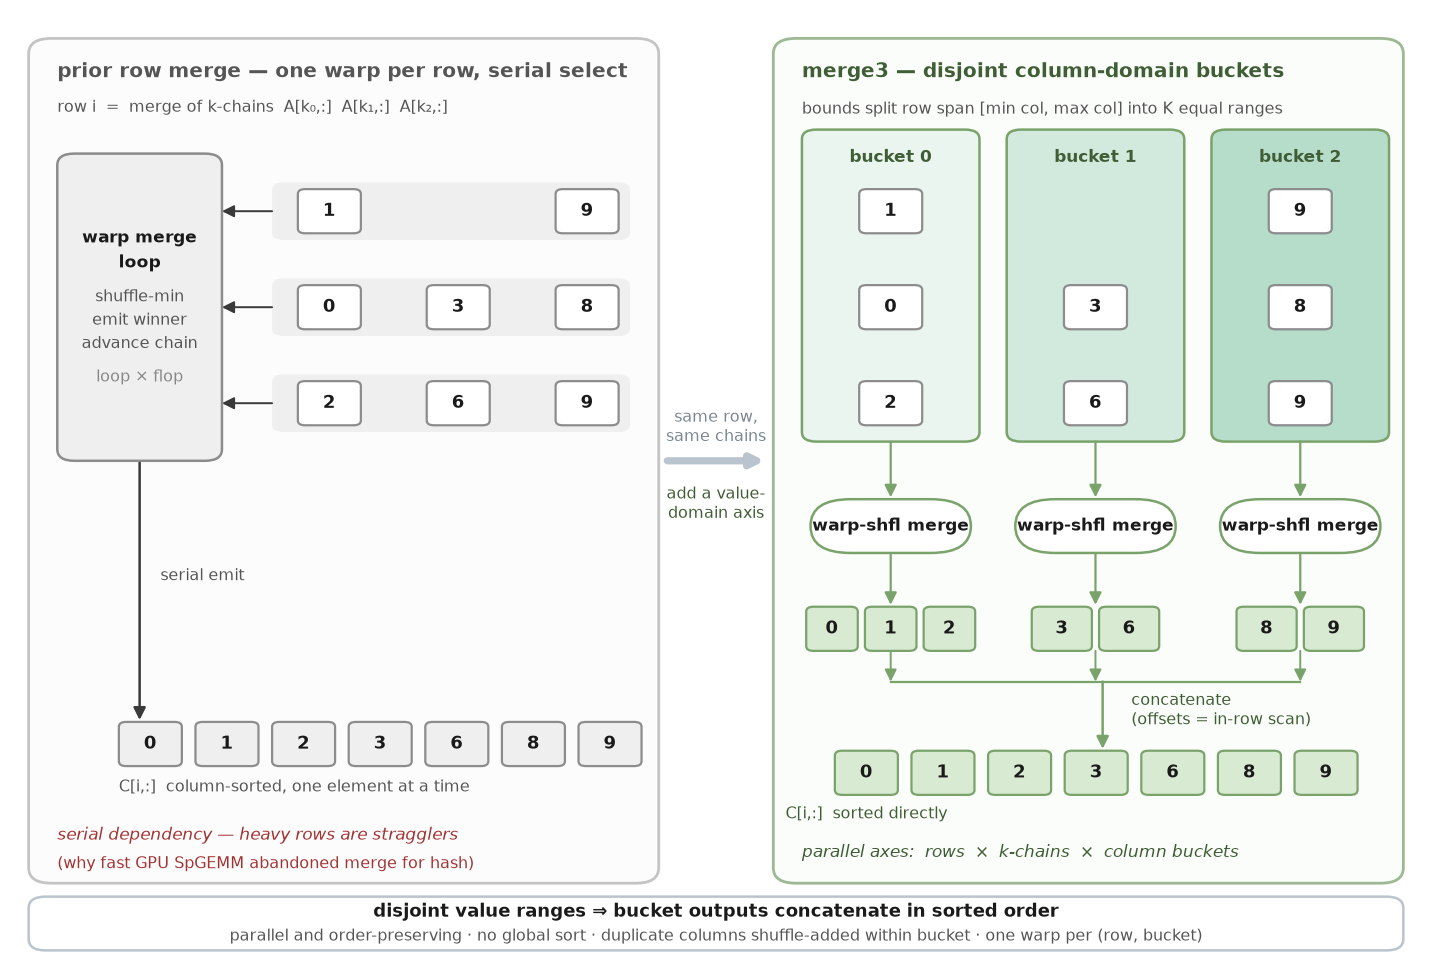 prior row merge — one warp per row, serial select
row i = merge of k-chains A[k₀,:] A[k₁,:] A[k₂,:]
warp merge
loop
shuffle-min
emit winner
advance chain
loop × flop
1 9
0 3 8
2 6 9
serial emit
0 1 2 3 6 8 9
C[i,:] column-sorted, one element at a time
serial dependency — heavy rows are stragglers
(why fast GPU SpGEMM abandoned merge for hash)
same row,
same chains
add a value-
domain axis
merge3 — disjoint column-domain buckets
bounds split row span [min col, max col] into K equal ranges
bucket 0 bucket 1 bucket 2
1 9
0 3 8
2 6 9
warp-shfl merge warp-shfl merge warp-shfl merge
0 1 2 3 6 8 9
concatenate
(offsets = in-row scan)
0 1 2 3 6 8 9
C[i,:] sorted directly
parallel axes: rows × k-chains × column buckets
disjoint value ranges ⇒ bucket outputs concatenate in sorted order
parallel and order-preserving · no global sort · duplicate columns shuffle-added within bucket · one warp per (row, bucket)